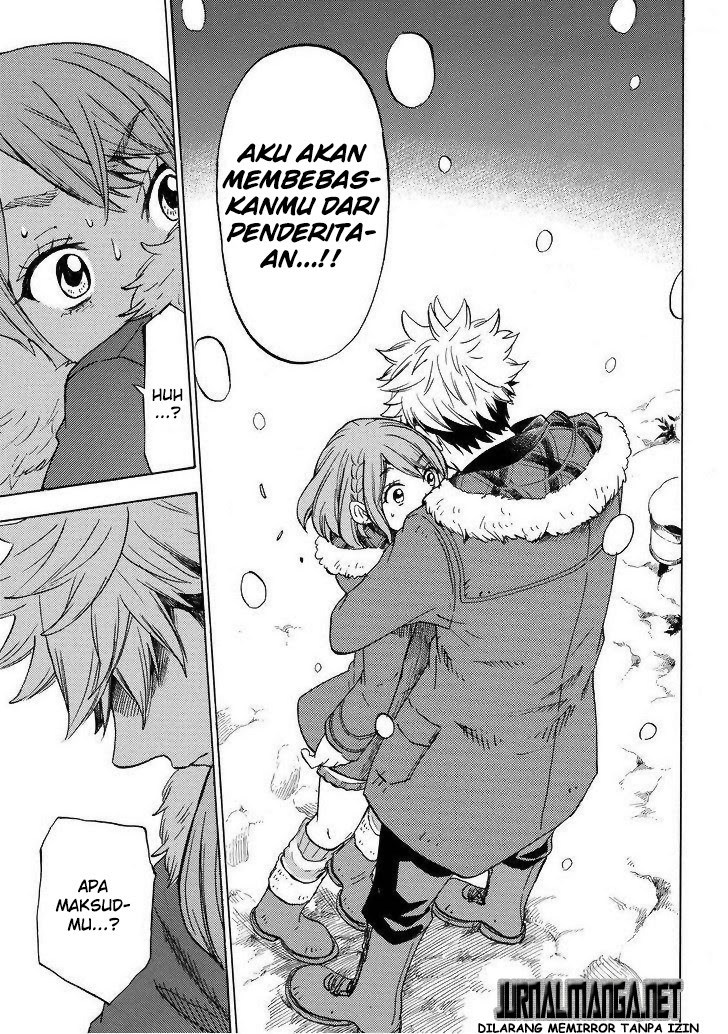 AKU AKAN
MEMBEBAS-
KANMU DARI
PENDERITA-
AN...!!
HUH
...?
APA
MAKSUD-
MU...?
JURNALMANGA.NET
DILARANG MEMIRROR TANPA IZIN